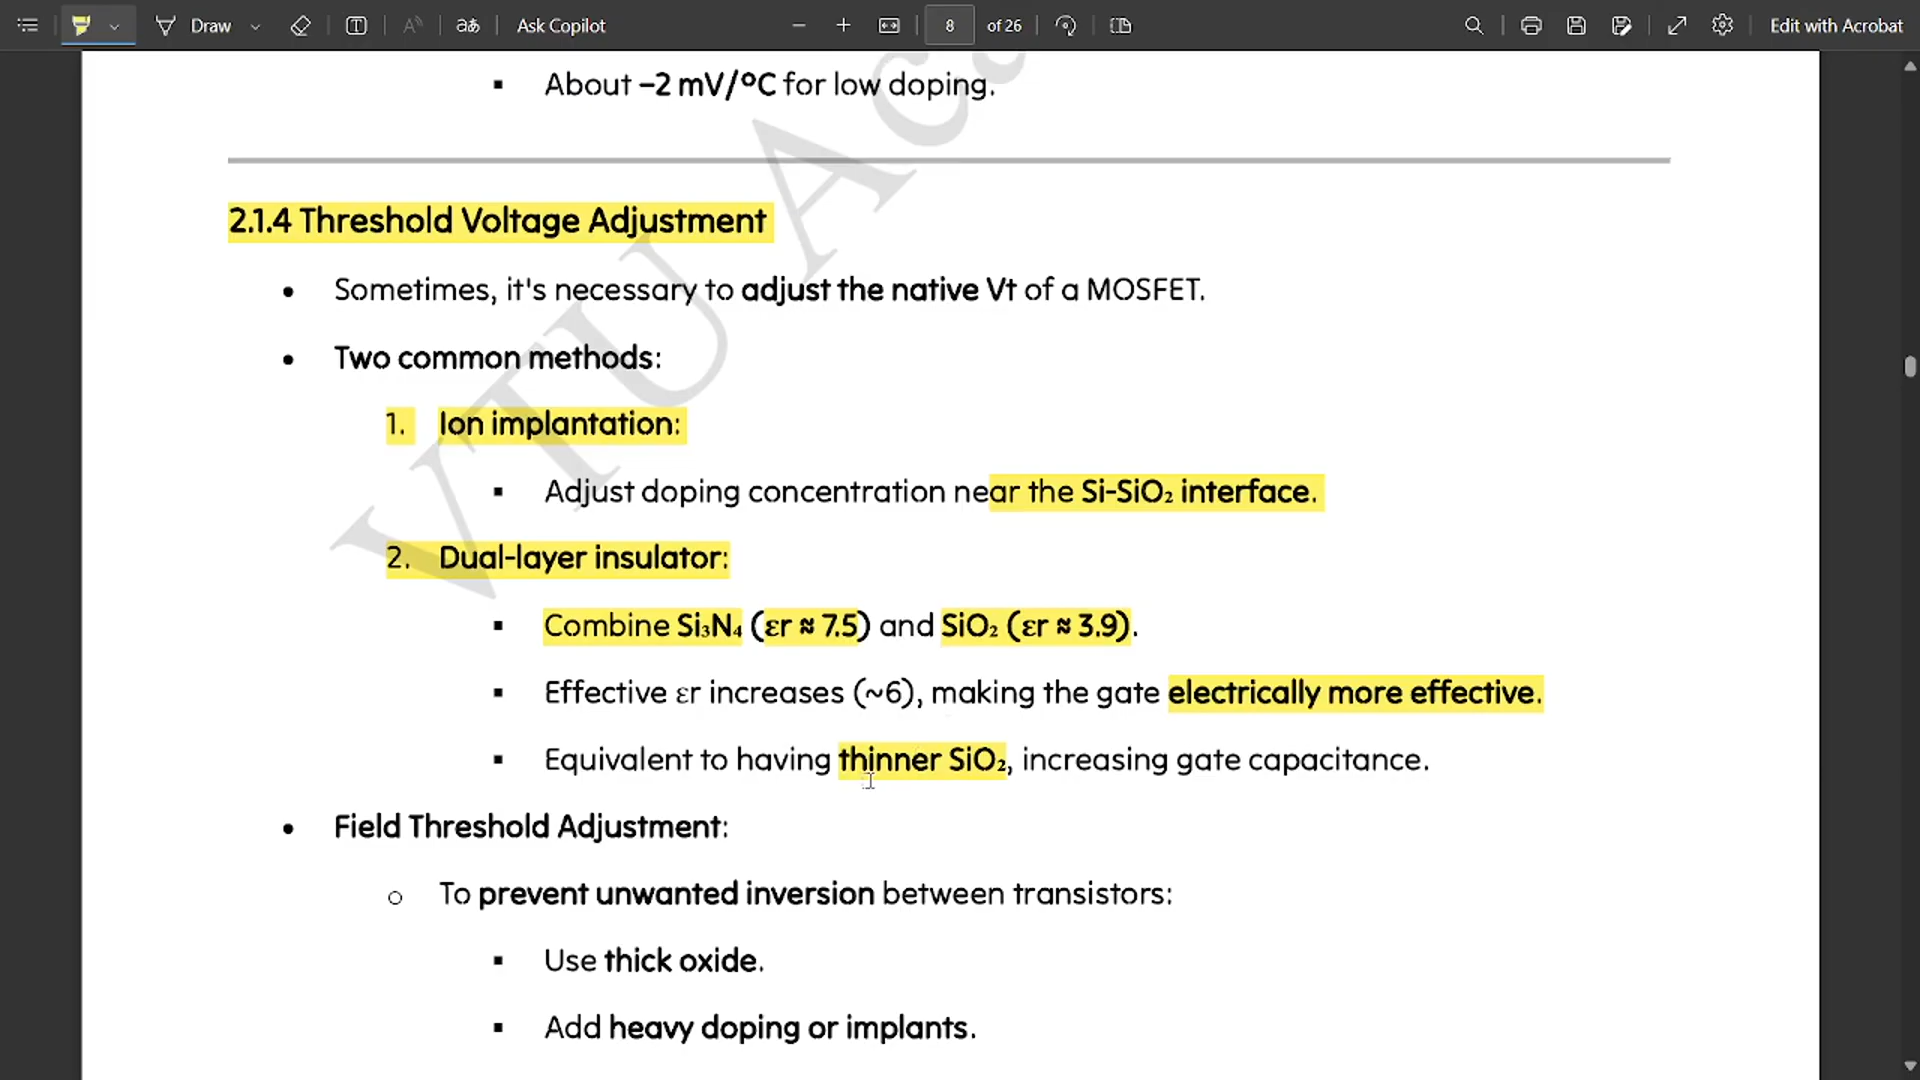 Draw
Ask Copilot
8 of 26
Edit with Acrobat
▪ About –2 mV/°C for low doping.
2.1.4 Threshold Voltage Adjustment
• Sometimes, it's necessary to adjust the native Vt of a MOSFET.
• Two common methods:
1. Ion implantation:
▪ Adjust doping concentration near the Si-SiO₂ interface.
2. Dual-layer insulator:
▪ Combine Si₃N₄ (εr ≈ 7.5) and SiO₂ (εr ≈ 3.9).
▪ Effective εr increases (~6), making the gate electrically more effective.
▪ Equivalent to having thinner SiO₂, increasing gate capacitance.
• Field Threshold Adjustment:
○ To prevent unwanted inversion between transistors:
▪ Use thick oxide.
▪ Add heavy doping or implants.
VTU Aca